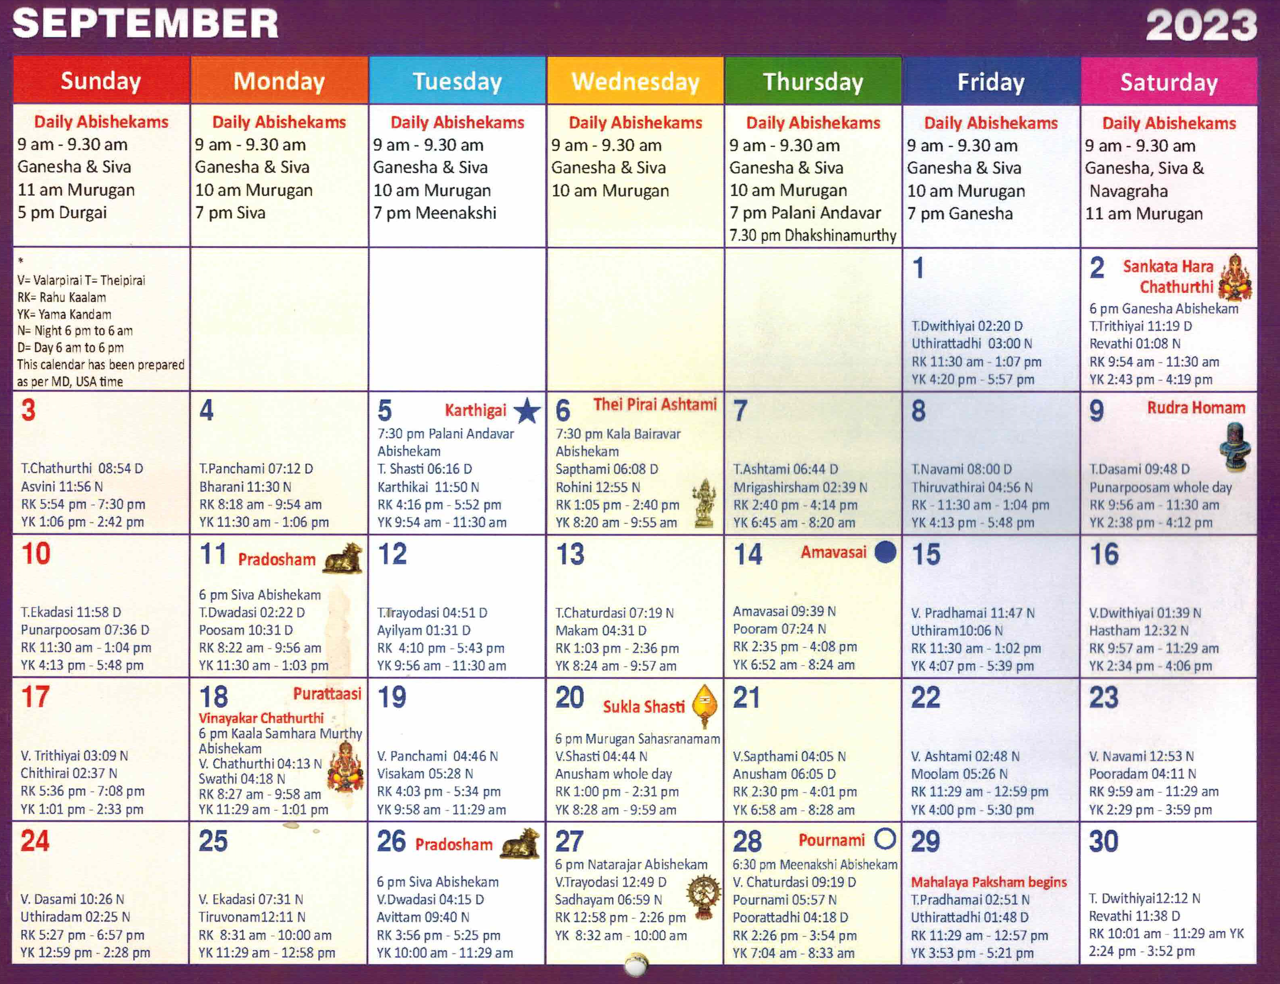 SEPTEMBER 2023
Sunday Monday Tuesday Wednesday Thursday Friday Saturday
Daily Abishekams
9 am - 9.30 am
Ganesha & Siva
11 am Murugan
5 pm Durgai
Daily Abishekams
9 am - 9.30 am
Ganesha & Siva
10 am Murugan
7 pm Siva
Daily Abishekams
9 am - 9.30 am
Ganesha & Siva
10 am Murugan
7 pm Meenakshi
Daily Abishekams
9 am - 9.30 am
Ganesha & Siva
10 am Murugan
Daily Abishekams
9 am - 9.30 am
Ganesha & Siva
10 am Murugan
7 pm Palani Andavar
7.30 pm Dhakshinamurthy
Daily Abishekams
9 am - 9.30 am
Ganesha & Siva
10 am Murugan
7 pm Ganesha
Daily Abishekams
9 am - 9.30 am
Ganesha, Siva &
Navagraha
11 am Murugan
*
V= Valarpirai T= Theipirai
RK= Rahu Kaalam
YK= Yama Kandam
N= Night 6 pm to 6 am
D= Day 6 am to 6 pm
This calendar has been prepared
as per MD, USA time
1
T.Dwithiyai 02:20 D
Uthirattadhi 03:00 N
RK 11:30 am - 1:07 pm
YK 4:20 pm - 5:57 pm
2 Sankata Hara
Chathurthi
6 pm Ganesha Abishekam
T.Trithiyai 11:19 D
Revathi 01:08 N
RK 9:54 am - 11:30 am
YK 2:43 pm - 4:19 pm
3
T.Chathurthi 08:54 D
Asvini 11:56 N
RK 5:54 pm - 7:30 pm
YK 1:06 pm - 2:42 pm
4
T.Panchami 07:12 D
Bharani 11:30 N
RK 8:18 am - 9:54 am
YK 11:30 am - 1:06 pm
5 Karthigai
7:30 pm Palani Andavar
Abishekam
T. Shasti 06:16 D
Karthikai 11:50 N
RK 4:16 pm - 5:52 pm
YK 9:54 am - 11:30 am
6 Thei Pirai Ashtami
7:30 pm Kala Bairavar
Abishekam
Sapthami 06:08 D
Rohini 12:55 N
RK 1:05 pm - 2:40 pm
YK 8:20 am - 9:55 am
7
T.Ashtami 06:44 D
Mrigashirsham 02:39 N
RK 2:40 pm - 4:14 pm
YK 6:45 am - 8:20 am
8
T.Navami 08:00 D
Thiruvathirai 04:56 N
RK - 11:30 am - 1:04 pm
YK 4:13 pm - 5:48 pm
9 Rudra Homam
T.Dasami 09:48 D
Punarpoosam whole day
RK 9:56 am - 11:30 am
YK 2:38 pm - 4:12 pm
10
T.Ekadasi 11:58 D
Punarpoosam 07:36 D
RK 11:30 am - 1:04 pm
YK 4:13 pm - 5:48 pm
11 Pradosham
6 pm Siva Abishekam
T.Dwadasi 02:22 D
Poosam 10:31 D
RK 8:22 am - 9:56 am
YK 11:30 am - 1:03 pm
12
T.Trayodasi 04:51 D
Ayilyam 01:31 D
RK 4:10 pm - 5:43 pm
YK 9:56 am - 11:30 am
13
T.Chaturdasi 07:19 N
Makam 04:31 D
RK 1:03 pm - 2:36 pm
YK 8:24 am - 9:57 am
14 Amavasai
Amavasai 09:39 N
Pooram 07:24 N
RK 2:35 pm - 4:08 pm
YK 6:52 am - 8:24 am
15
V. Pradhamai 11:47 N
Uthiram10:06 N
RK 11:30 am - 1:02 pm
YK 4:07 pm - 5:39 pm
16
V.Dwithiyai 01:39 N
Hastham 12:32 N
RK 9:57 am - 11:29 am
YK 2:34 pm - 4:06 pm
17
V. Trithiyai 03:09 N
Chithirai 02:37 N
RK 5:36 pm - 7:08 pm
YK 1:01 pm - 2:33 pm
18 Purattaasi
Vinayakar Chathurthi
6 pm Kaala Samhara Murthy
Abishekam
V. Chathurthi 04:13 N
Swathi 04:18 N
RK 8:27 am - 9:58 am
YK 11:29 am - 1:01 pm
19
V. Panchami 04:46 N
Visakam 05:28 N
RK 4:03 pm - 5:34 pm
YK 9:58 am - 11:29 am
20 Sukla Shasti
6 pm Murugan Sahasranamam
V.Shasti 04:44 N
Anusham whole day
RK 1:00 pm - 2:31 pm
YK 8:28 am - 9:59 am
21
V.Sapthami 04:05 N
Anusham 06:05 D
RK 2:30 pm - 4:01 pm
YK 6:58 am - 8:28 am
22
V. Ashtami 02:48 N
Moolam 05:26 N
RK 11:29 am - 12:59 pm
YK 4:00 pm - 5:30 pm
23
V. Navami 12:53 N
Pooradam 04:11 N
RK 9:59 am - 11:29 am
YK 2:29 pm - 3:59 pm
24
V. Dasami 10:26 N
Uthiradam 02:25 N
RK 5:27 pm - 6:57 pm
YK 12:59 pm - 2:28 pm
25
V. Ekadasi 07:31 N
Tiruvonam12:11 N
RK 8:31 am - 10:00 am
YK 11:29 am - 12:58 pm
26 Pradosham
6 pm Siva Abishekam
V.Dwadasi 04:15 D
Avittam 09:40 N
RK 3:56 pm - 5:25 pm
YK 10:00 am - 11:29 am
27
6 pm Natarajar Abishekam
V.Trayodasi 12:49 D
Sadhayam 06:59 N
RK 12:58 pm - 2:26 pm
YK 8:32 am - 10:00 am
28 Pournami
6:30 pm Meenakshi Abishekam
V. Chaturdasi 09:19 D
Pournami 05:57 N
Poorattadhi 04:18 D
RK 2:26 pm - 3:54 pm
YK 7:04 am - 8:33 am
29
Mahalaya Paksham begins
T.Pradhamai 02:51 N
Uthirattadhi 01:48 D
RK 11:29 am - 12:57 pm
YK 3:53 pm - 5:21 pm
30
T. Dwithiyai12:12 N
Revathi 11:38 D
RK 10:01 am - 11:29 am YK
2:24 pm - 3:52 pm